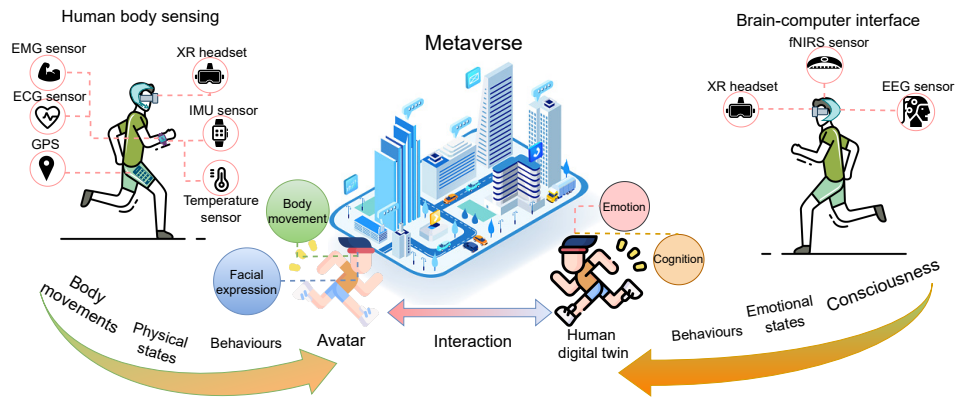 Human body sensing
EMG sensor
XR headset
ECG sensor
IMU sensor
GPS
Temperature
sensor
Metaverse
Brain-computer interface
fNIRS sensor
XR headset
EEG sensor
Body
movement
Facial
expression
Emotion
Cognition
Body
movements
Physical
states
Behaviours
Avatar
Interaction
Human
digital twin
Behaviours
Emotional
states
Consciousness